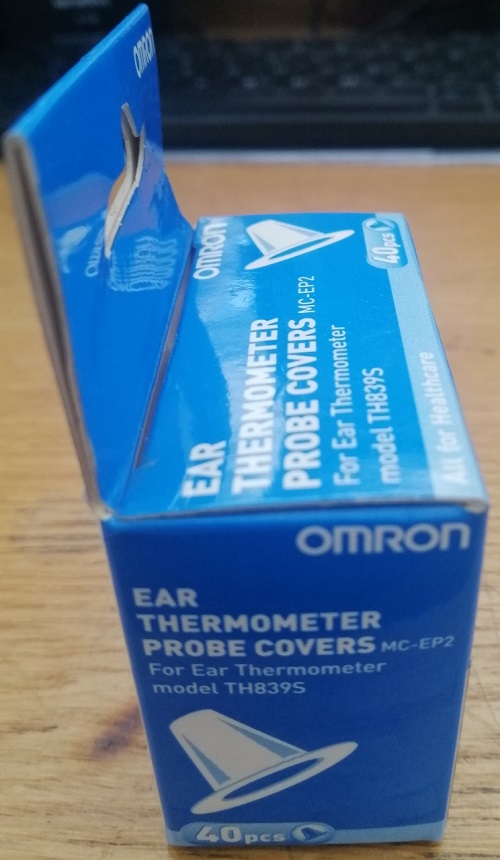 OMRON
OMRON
40pcs
EAR
THERMOMETER
PROBE COVERS MC-EP2
For Ear Thermometer
model TH839S
All for Healthcare
OMRON
EAR
THERMOMETER
PROBE COVERS MC-EP2
For Ear Thermometer
model TH839S
40pcs